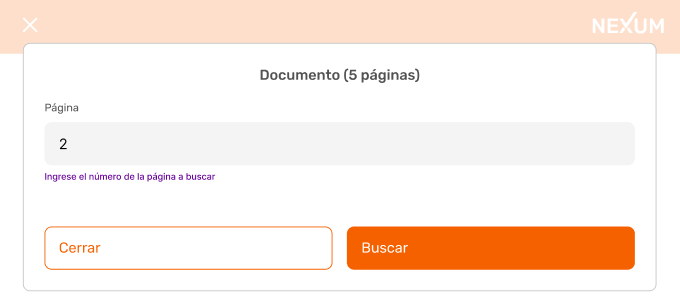 NEXUM
Documento (5 páginas)
Página
2
Ingrese el número de la página a buscar
Cerrar
Buscar